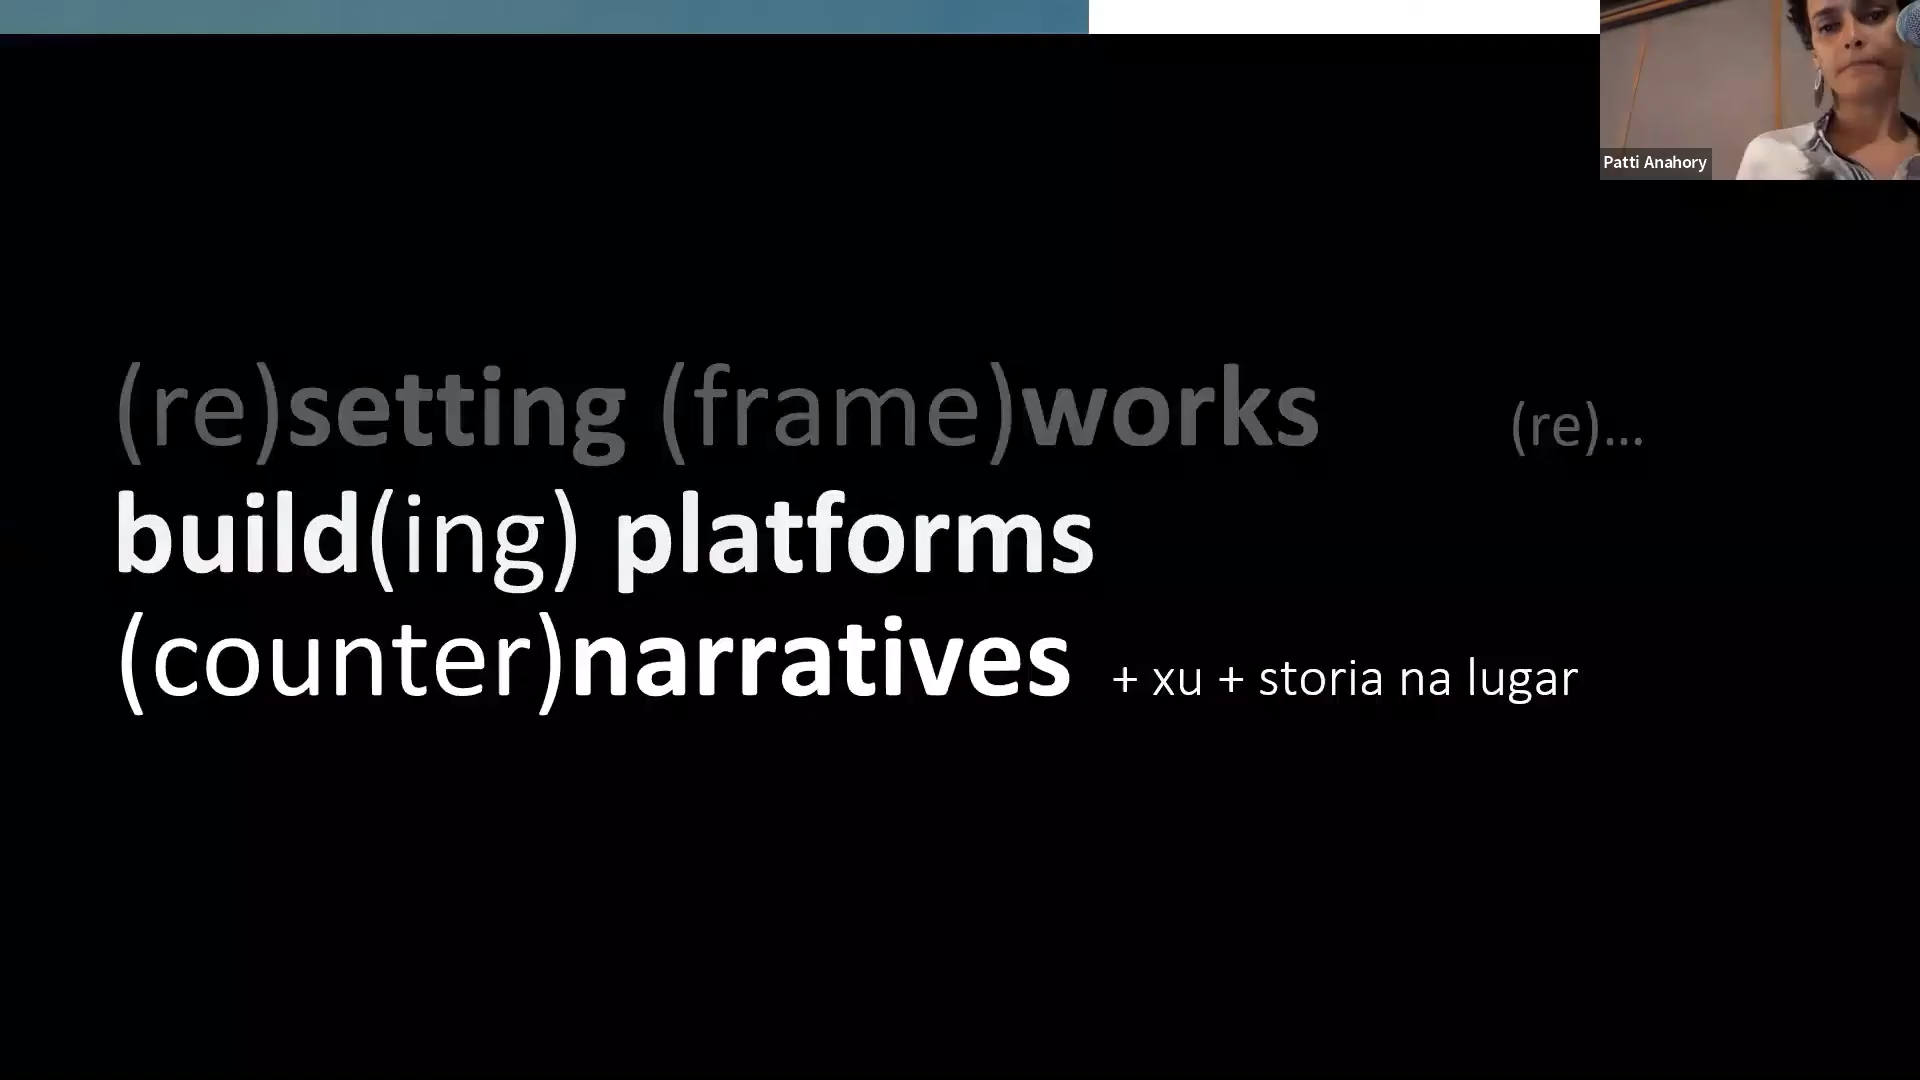 Patti Anahory
(re)setting (frame)works (re)...
build(ing) platforms
(counter)narratives + xu + storia na lugar